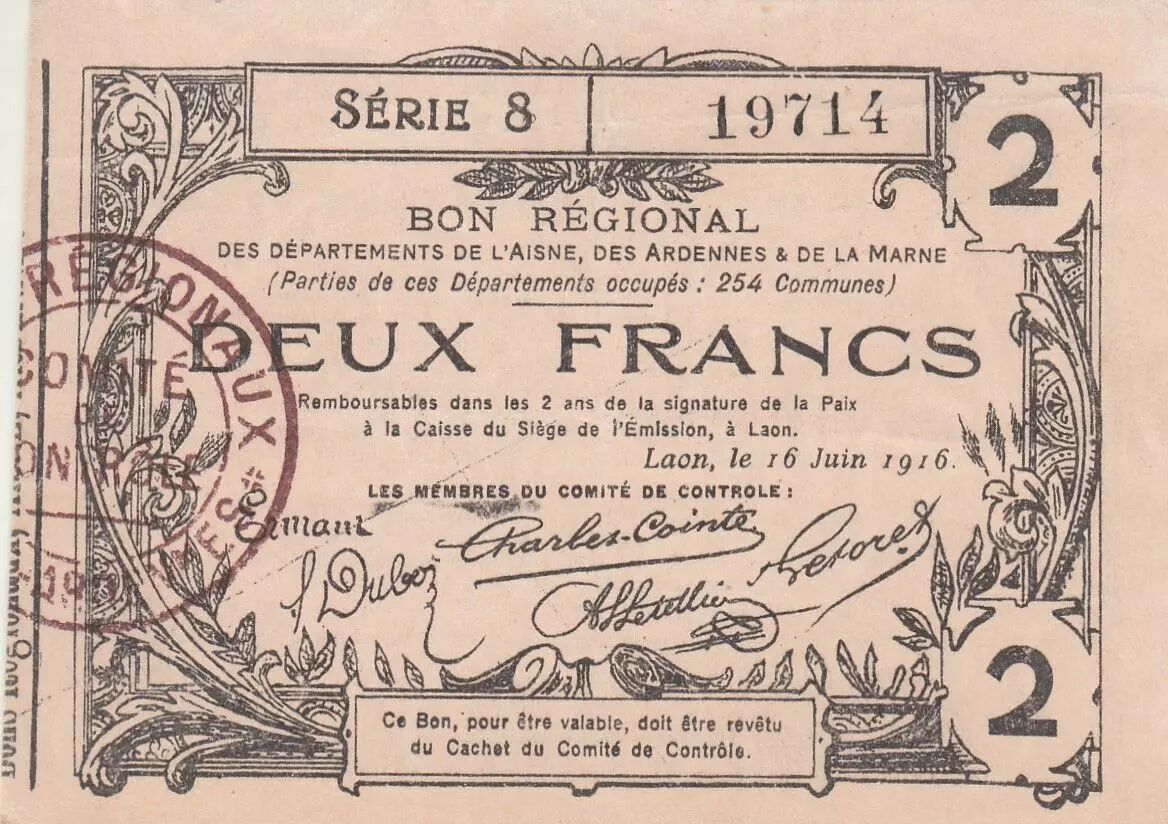 SÉRIE 8
19714
2
BON RÉGIONAL
DES DÉPARTEMENTS DE L'AISNE, DES ARDENNES & DE LA MARNE
(Parties de ces Départements occupés : 254 Communes)
DEUX FRANCS
Remboursables dans les 2 ans de la signature de la Paix
à la Caisse du Siège de l'Émission, à Laon.
Laon, le 16 Juin 1916.
LES MEMBRES DU COMITÉ DE CONTROLE :
Charles-Cointe
2
Ce Bon, pour être valable, doit être revêtu
du Cachet du Comité de Contrôle.
RÉGIONAUX
COMITÉ